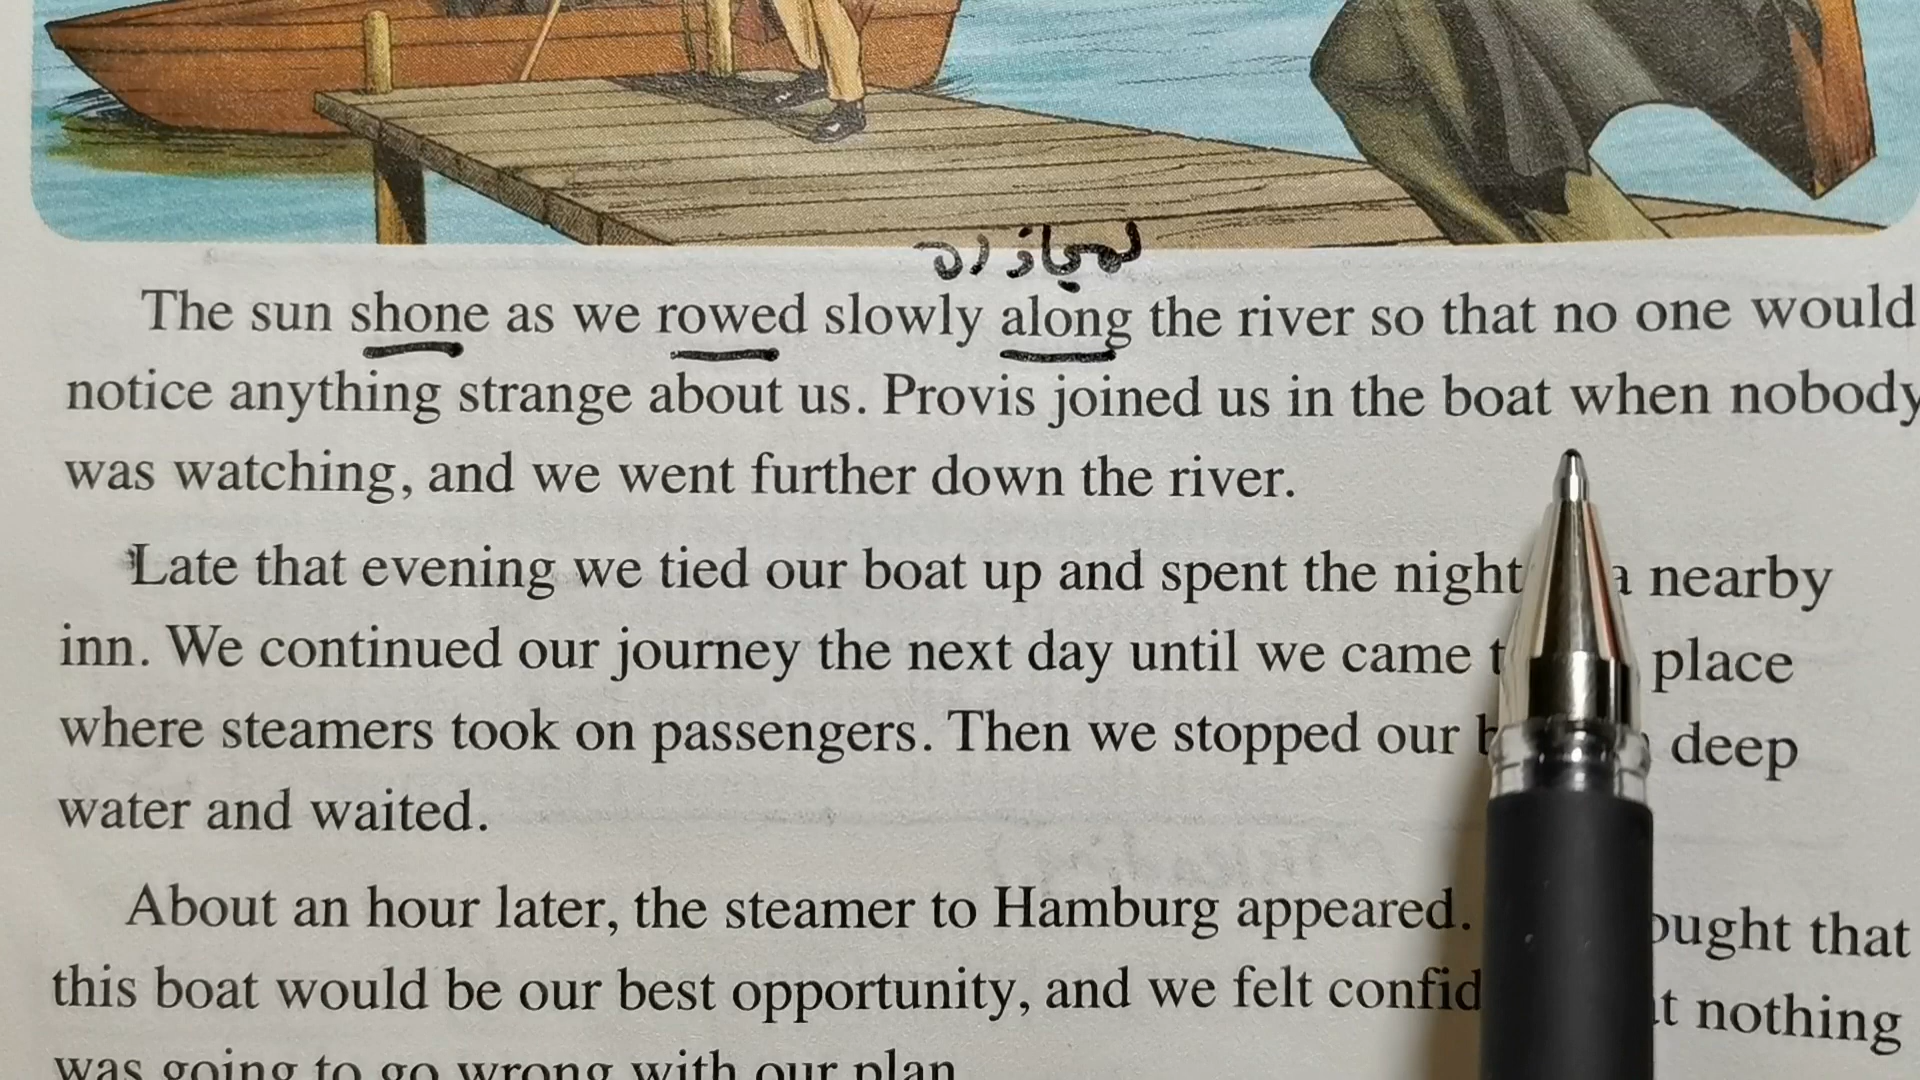 The sun shone as we rowed slowly along the river so that no one would
notice anything strange about us. Provis joined us in the boat when nobody
was watching, and we went further down the river.
Late that evening we tied our boat up and spent the night a nearby
inn. We continued our journey the next day until we came place
where steamers took on passengers. Then we stopped our deep
water and waited.
About an hour later, the steamer to Hamburg appeared. that
this boat would be our best opportunity, and we felt nothing
was going to go wrong with our plan